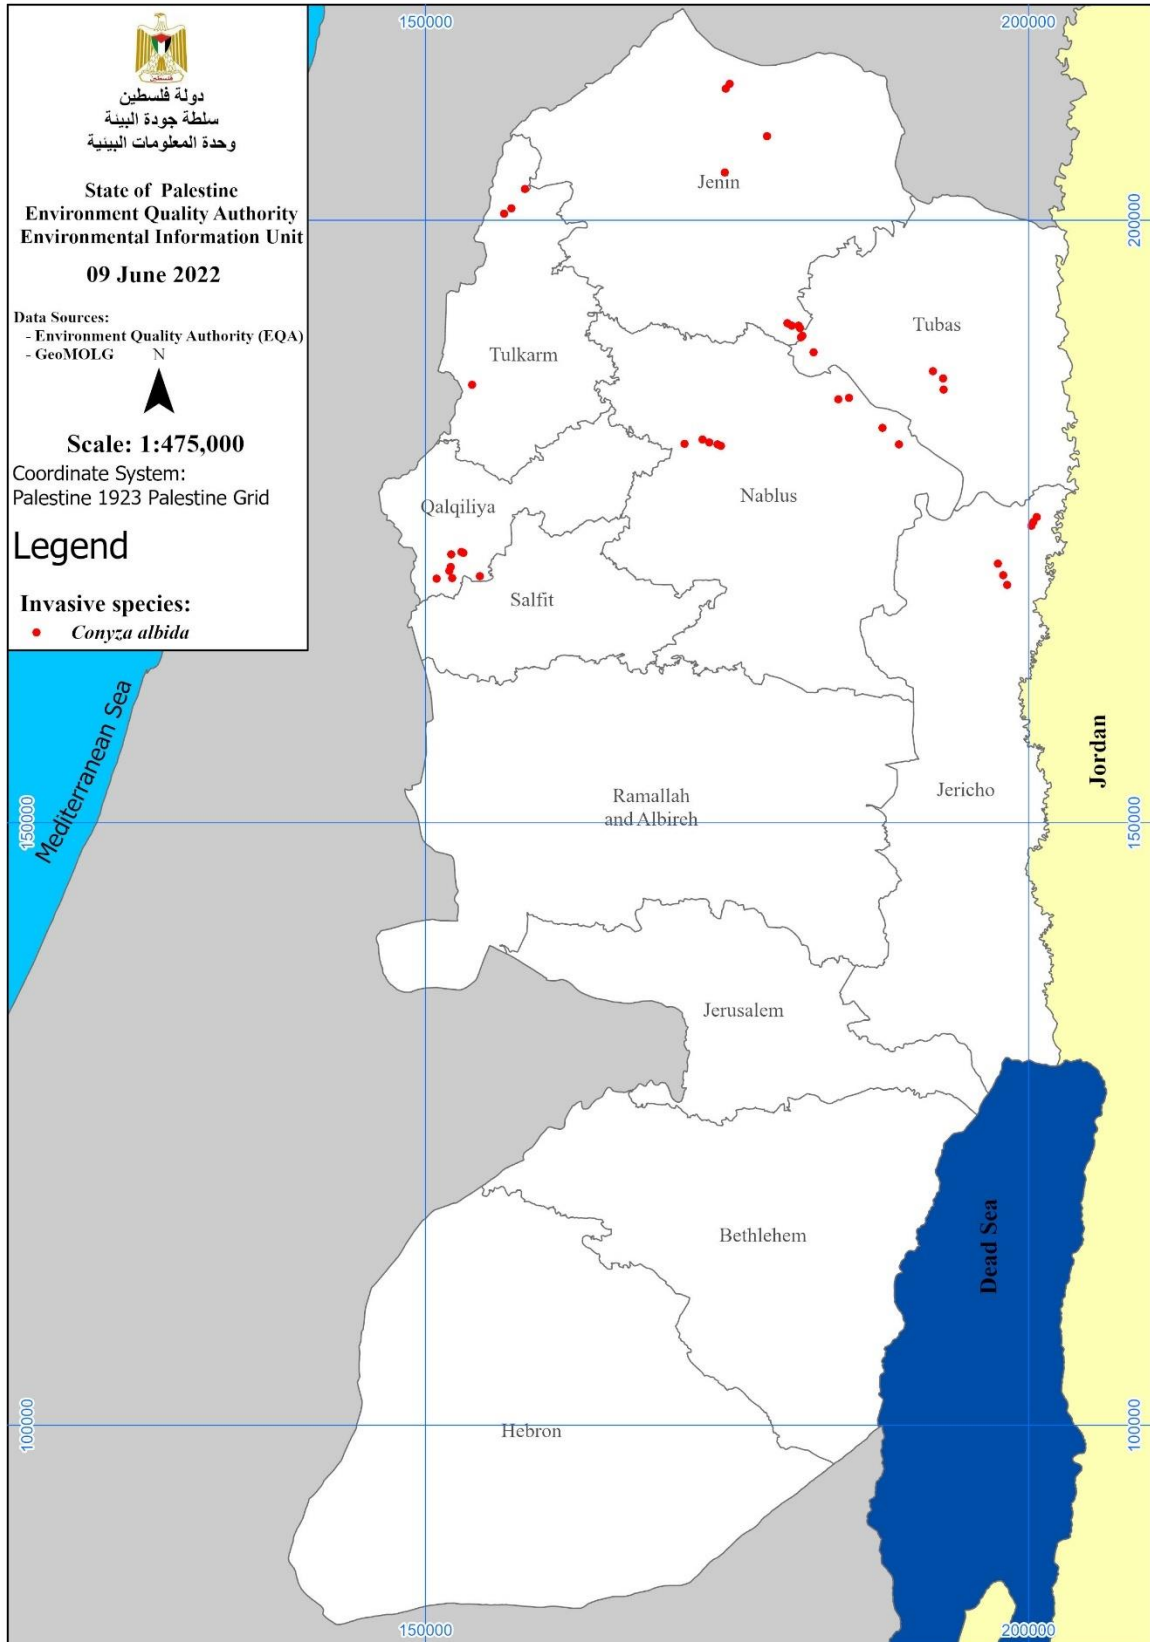 فلسطين
دولة فلسطين
سلطة جودة البيئة
وحدة المعلومات البيئية
State of Palestine
Environment Quality Authority
Environmental Information Unit
09 June 2022
Data Sources:
- Environment Quality Authority (EQA)
- GeoMOLG
N
Scale: 1:475,000
Coordinate System:
Palestine 1923 Palestine Grid
Legend
Invasive species:
Conyza albida
150000
200000
Jenin
200000
Tubas
Tulkarm
Nablus
Qalqiliya
Salfit
Mediterranean Sea
Jordan
Jericho
Ramallah
and Albireh
150000
150000
Jerusalem
Bethlehem
Dead Sea
100000
100000
Hebron
150000
200000